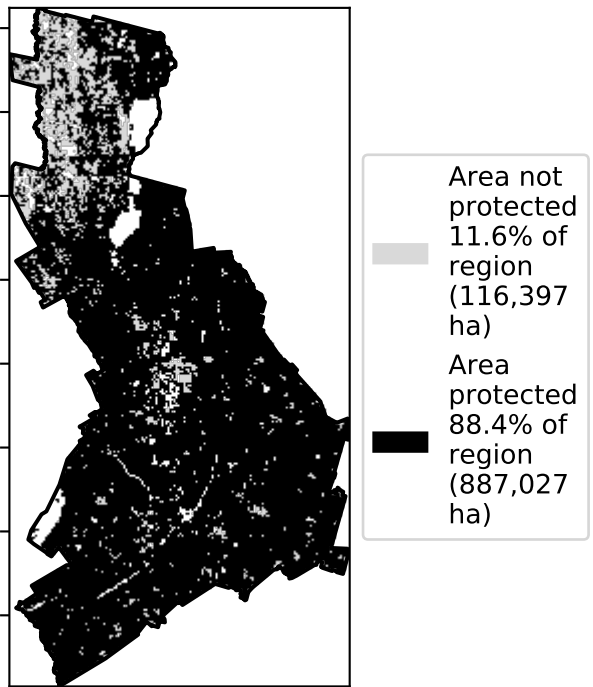 Area not
protected
11.6% of
region
(116,397
ha)
Area
protected
88.4% of
region
(887,027
ha)